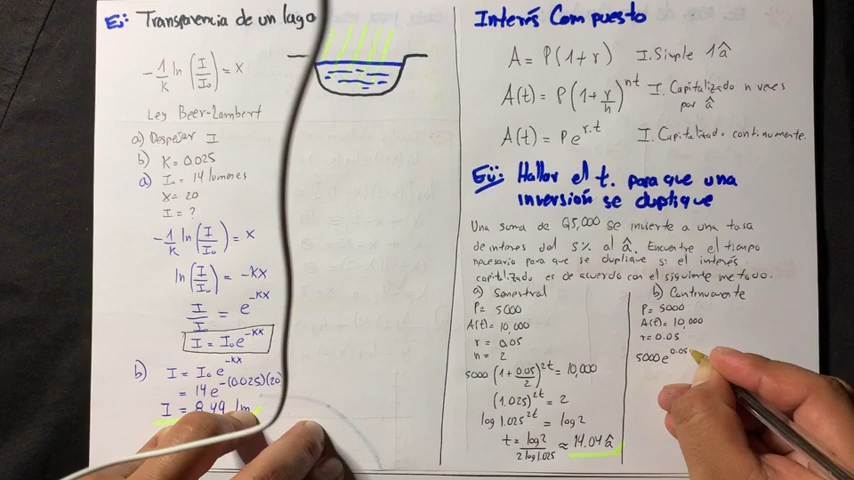 Ej: Transparencia de un lago
-1/K ln(I/I₀) = x
Ley Beer-Lambert
a) Despejar I
b) K = 0.025
a) I₀ = 14 lumenes
x = 20
I = ?
-1/K ln(I/I₀) = x
ln(I/I₀) = -Kx
I/I₀ = e^-Kx
I = I₀e^-Kx
b) I = I₀e^-Kx
= 14e^-(0.025)(20)
I = 8.49 lm
Interés Compuesto
A = P(1+r) I. Simple 1 â
A(t) = P(1+r/n)^nt I. Capitalizado n veces
por â
A(t) = Pe^r.t I. Capitalizado continuamente.
Ej: Hallar el t. para que una
inversión se duplique
Una suma de $5,000 se invierte a una tasa
de interes del 5% al â. Encuentre el tiempo
necesario para que se duplique si el interés
capitalizado es de acuerdo con el siguiente metodo.
a) Semestral
P = 5000
A(t) = 10,000
r = 0.05
n = 2
5000(1+0.05/2)^2t = 10,000
(1.025)^2t = 2
log 1.025^2t = log 2
t = log 2/2 log 1.025 ≈ 14.04 â
b) Continuamente
P = 5000
A(t) = 10,000
r = 0.05
5000e^0.05